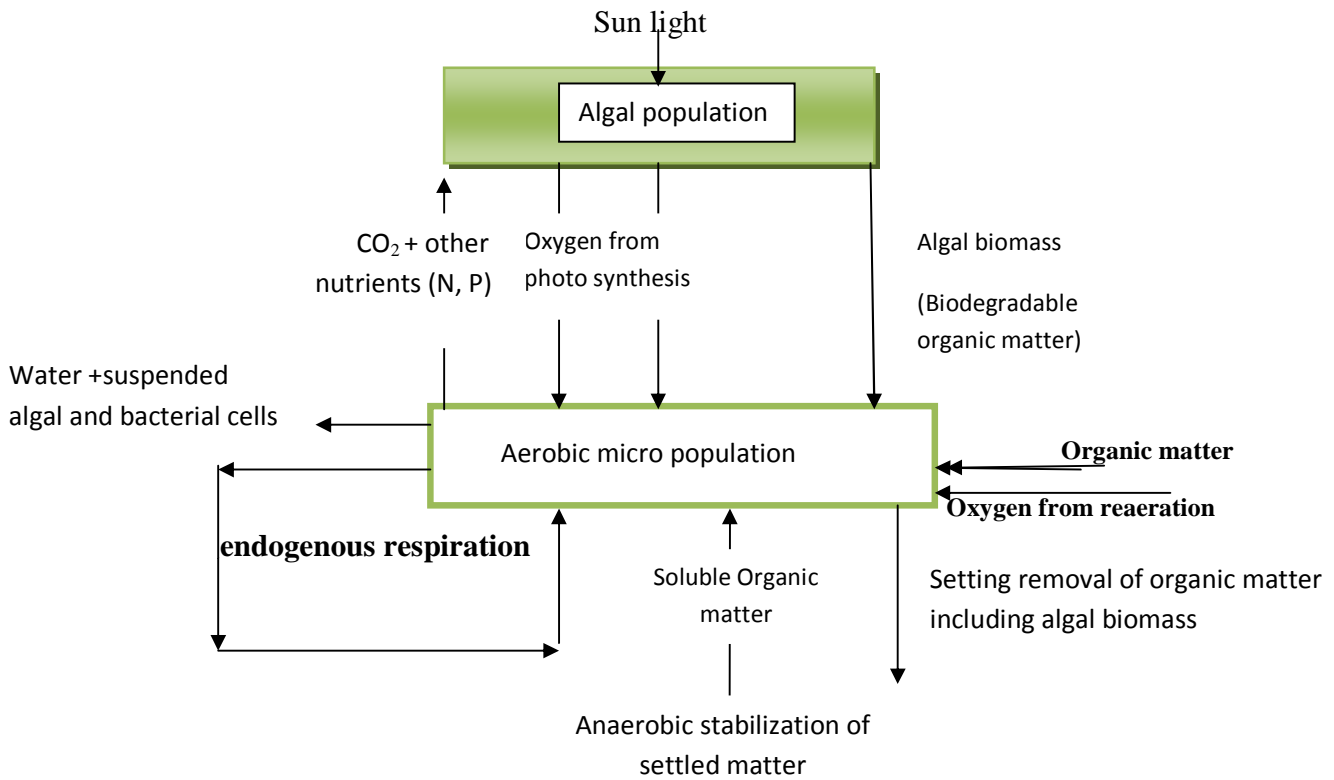 Sun light
Algal population
CO₂ + other
nutrients (N, P)
Oxygen from
photo synthesis
Algal biomass
(Biodegradable
organic matter)
Water +suspended
algal and bacterial cells
Aerobic micro population
Organic matter
Oxygen from reaeration
endogenous respiration
Soluble Organic
matter
Setting removal of organic matter
including algal biomass
Anaerobic stabilization of
settled matter